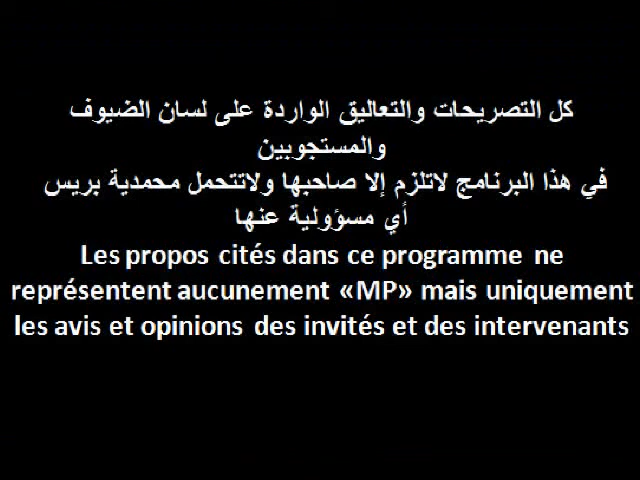 كل التصريحات والتعاليق الواردة على لسان الضيوف
والمستجوبين
في هذا البرنامج لاتلزم إلا صاحبها ولاتتحمل محمدية بريس
أي مسؤولية عنها
Les propos cités dans ce programme ne
représentent aucunement «MP» mais uniquement
les avis et opinions des invités et des intervenants